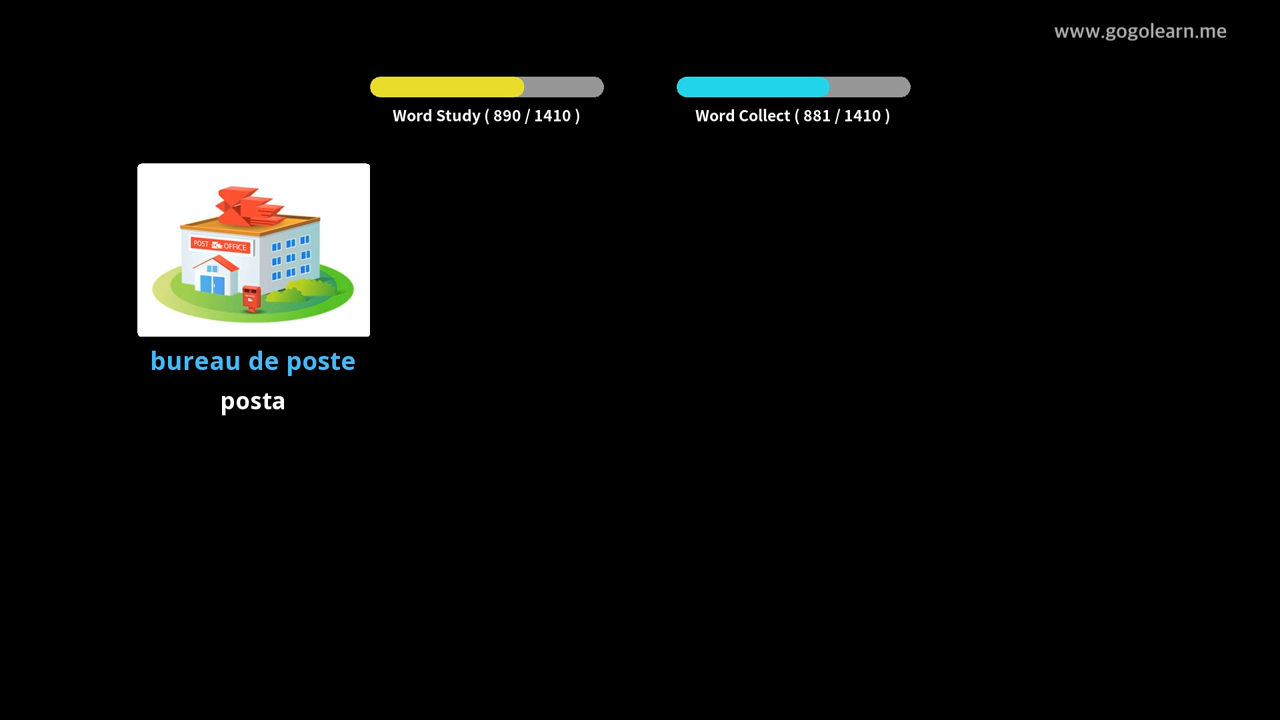 www.gogolearn.me
Word Study ( 890 / 1410 )
Word Collect ( 881 / 1410 )
POST OFFICE
bureau de poste
posta